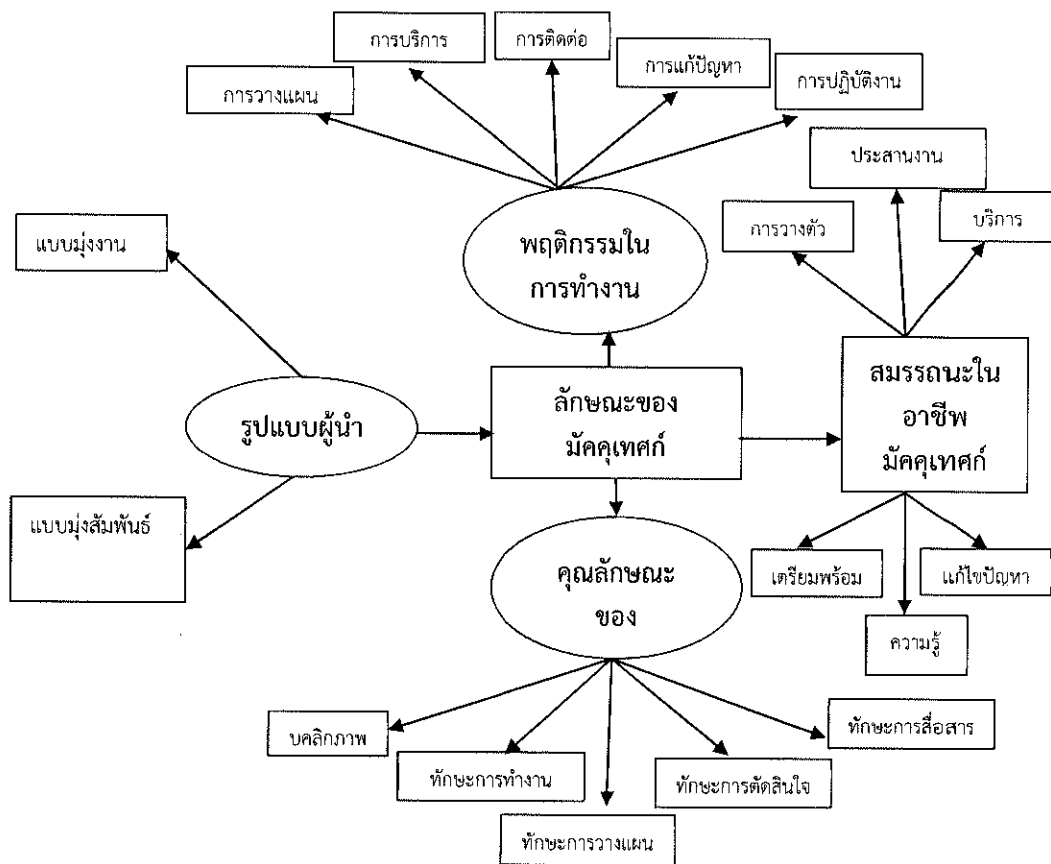 การบริการ
การติดต่อ
การแก้ปัญหา
การวางแผน
การปฏิบัติงาน
ประสานงาน
การวางตัว
บริการ
แบบมุ่งงาน
พฤติกรรมใน
การทำงาน
รูปแบบผู้นำ
ลักษณะของ
มัคคุเทศก์
สมรรถนะใน
อาชีพ
มัคคุเทศก์
แบบมุ่งสัมพันธ์
คุณลักษณะ
ของ
เตรียมพร้อม
แก้ไขปัญหา
ความรู้
บคลิกภาพ
ทักษะการทำงาน
ทักษะการวางแผน
ทักษะการตัดสินใจ
ทักษะการสื่อสาร